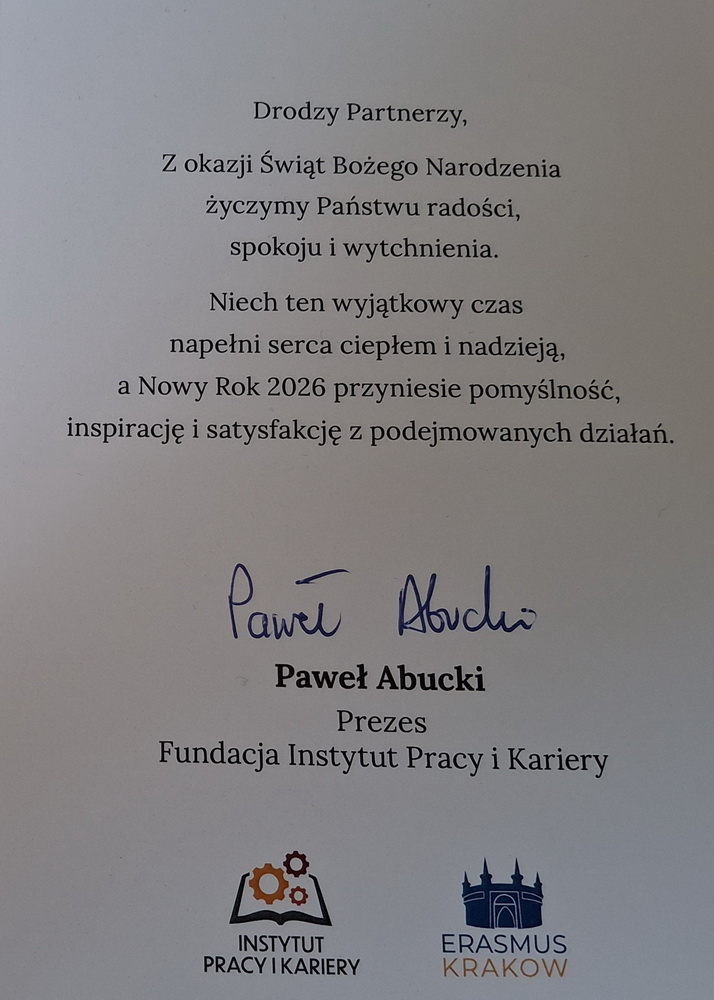 Drodzy Partnerzy,
Z okazji Świąt Bożego Narodzenia
życzymy Państwu radości,
spokoju i wytchnienia.
Niech ten wyjątkowy czas
napełni serca ciepłem i nadzieją,
a Nowy Rok 2026 przyniesie pomyślność,
inspirację i satysfakcję z podejmowanych działań.
Paweł Abucki
Paweł Abucki
Prezes
Fundacja Instytut Pracy i Kariery
INSTYTUT
PRACY I KARIERY
ERASMUS
KRAKOW